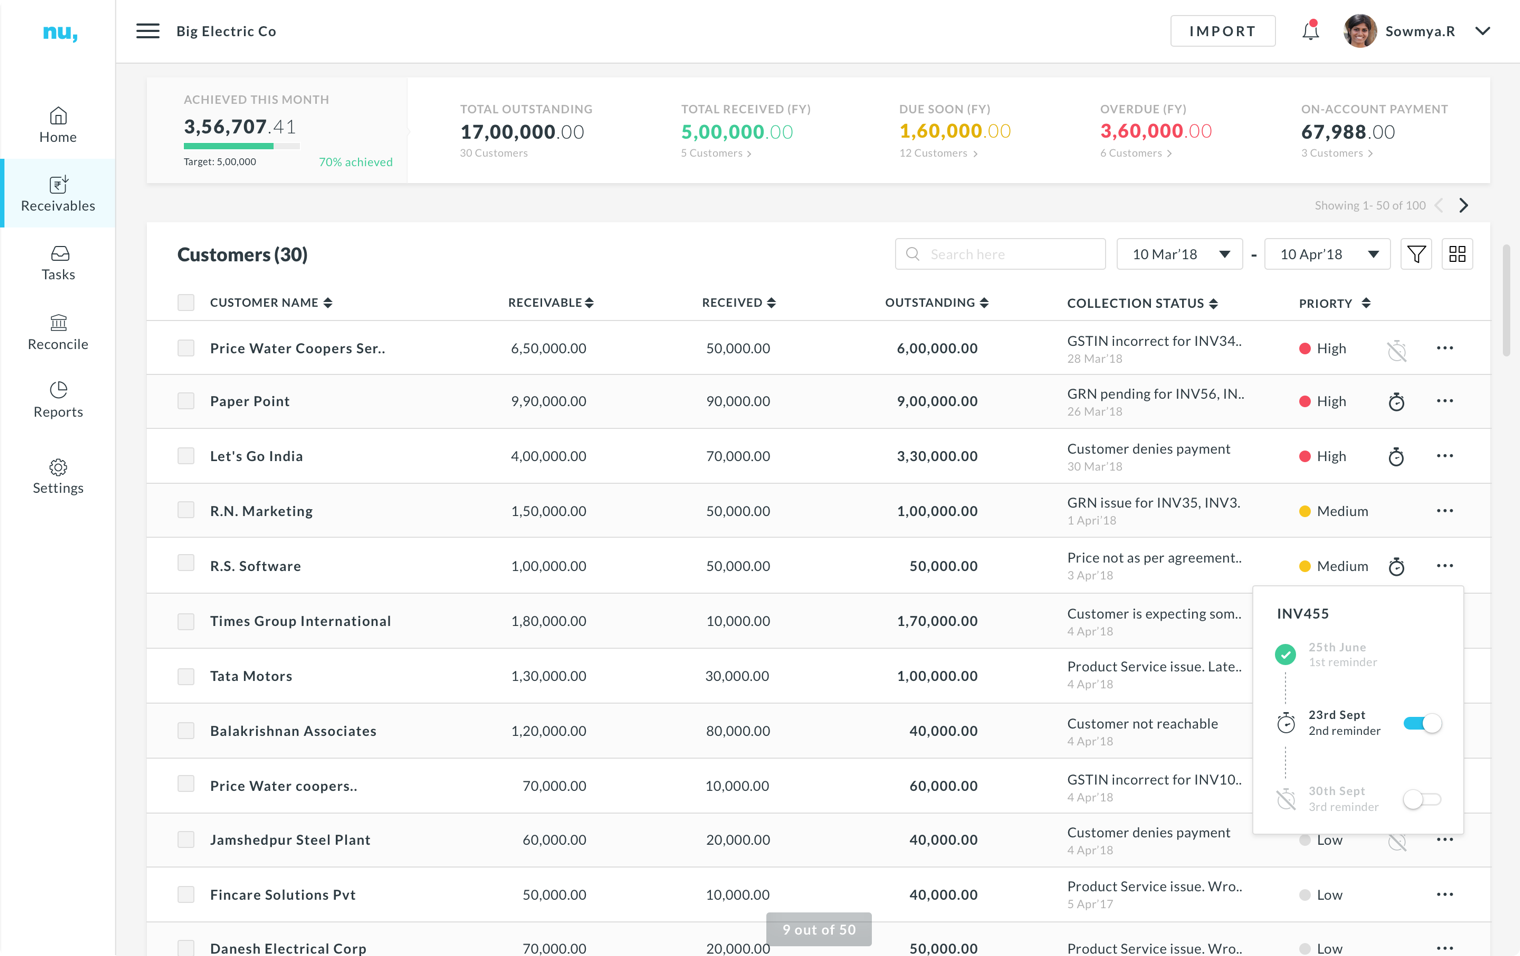 nu,
Big Electric Co
IMPORT
Sowmya.R
Home
Receivables
Tasks
Reconcile
Reports
Settings
ACHIEVED THIS MONTH
3,56,707.41
Target: 5,00,000
70% achieved
TOTAL OUTSTANDING
17,00,000.00
30 Customers
TOTAL RECEIVED (FY)
5,00,000.00
5 Customers >
DUE SOON (FY)
1,60,000.00
12 Customers >
OVERDUE (FY)
3,60,000.00
6 Customers >
ON-ACCOUNT PAYMENT
67,988.00
3 Customers >
Showing 1- 50 of 100
Customers (30)
Search here
10 Mar'18
-
10 Apr'18
CUSTOMER NAME RECEIVABLE RECEIVED OUTSTANDING COLLECTION STATUS PRIORTY
Price Water Coopers Ser.. 6,50,000.00 50,000.00 6,00,000.00 GSTIN incorrect for INV34.. High
28 Mar'18
Paper Point 9,90,000.00 90,000.00 9,00,000.00 GRN pending for INV56, IN.. High
26 Mar'18
Let's Go India 4,00,000.00 70,000.00 3,30,000.00 Customer denies payment High
30 Mar'18
R.N. Marketing 1,50,000.00 50,000.00 1,00,000.00 GRN issue for INV35, INV3. Medium
1 Apri'18
R.S. Software 1,00,000.00 50,000.00 50,000.00 Price not as per agreement.. Medium
3 Apr'18
Times Group International 1,80,000.00 10,000.00 1,70,000.00 Customer is expecting som..
4 Apr'18
Tata Motors 1,30,000.00 30,000.00 1,00,000.00 Product Service issue. Late..
4 Apr'18
Balakrishnan Associates 1,20,000.00 80,000.00 40,000.00 Customer not reachable
4 Apr'18
Price Water coopers.. 70,000.00 10,000.00 60,000.00 GSTIN incorrect for INV10..
4 Apr'18
Jamshedpur Steel Plant 60,000.00 20,000.00 40,000.00 Customer denies payment Low
4 Apr'18
Fincare Solutions Pvt 50,000.00 10,000.00 40,000.00 Product Service issue. Wro.. Low
5 Apr'17
Danesh Electrical Corp 70,000.00 20,000.00 50,000.00 Product Service issue. Wro.. Low
INV455
25th June
1st reminder
23rd Sept
2nd reminder
30th Sept
3rd reminder
9 out of 50